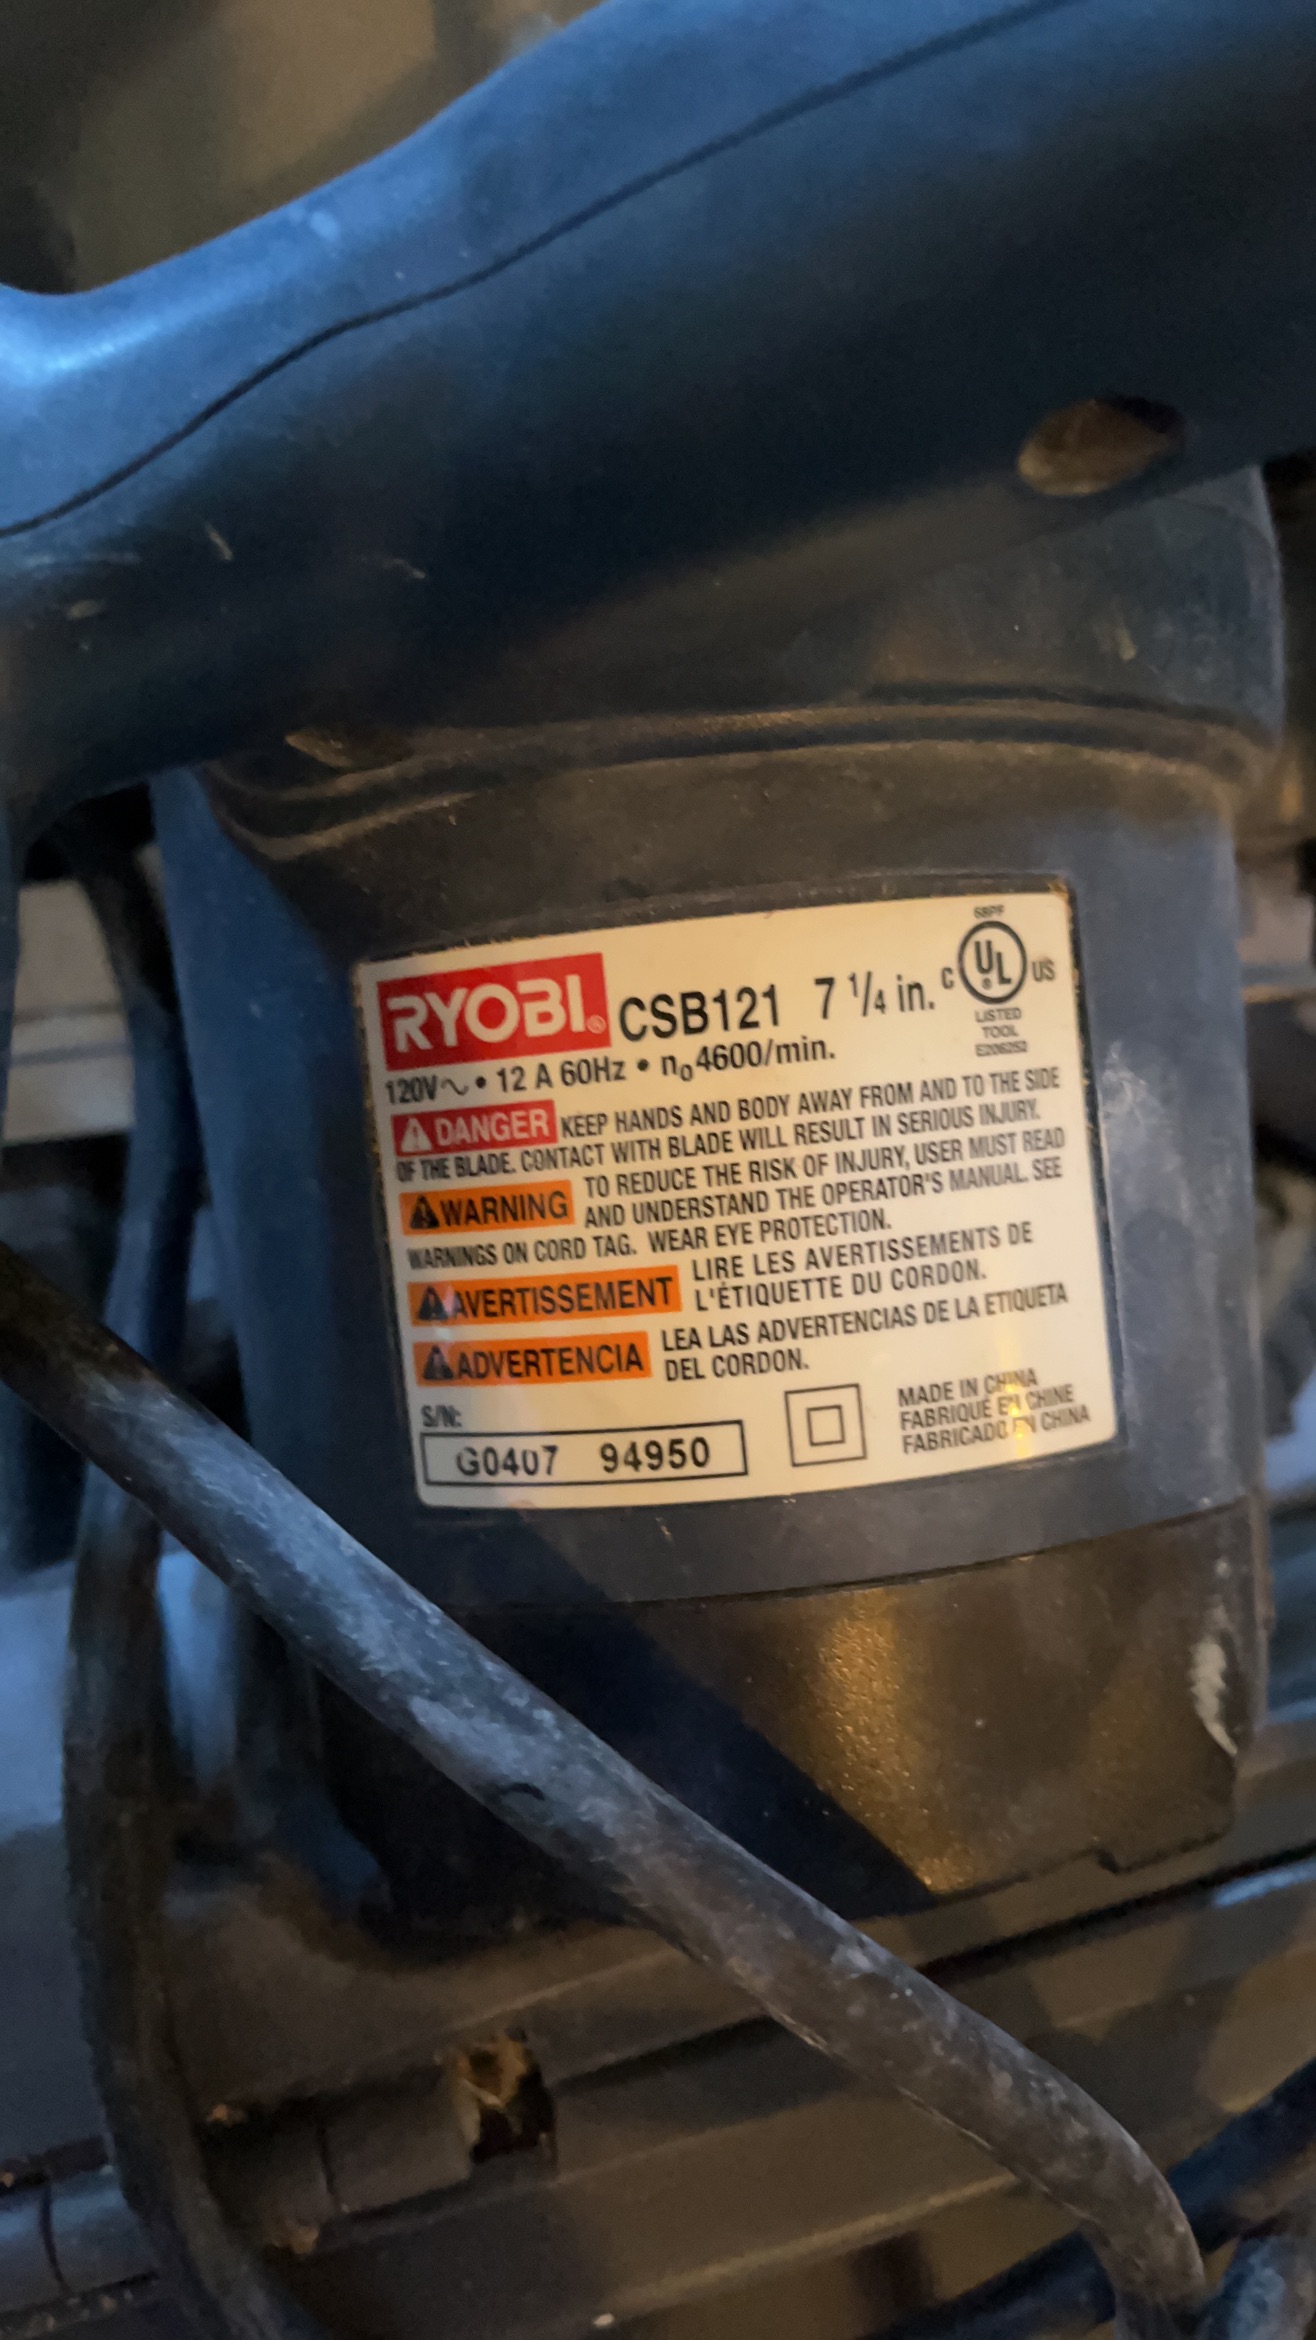 68PF
RYOBI® CSB121 7 1/4 in. C UL ® US
LISTED
TOOL
E206252
120V~ • 12 A 60Hz • no 4600/min.
DANGER KEEP HANDS AND BODY AWAY FROM AND TO THE SIDE
OF THE BLADE. CONTACT WITH BLADE WILL RESULT IN SERIOUS INJURY.
WARNING TO REDUCE THE RISK OF INJURY, USER MUST READ
AND UNDERSTAND THE OPERATOR'S MANUAL. SEE
WARNINGS ON CORD TAG. WEAR EYE PROTECTION.
AVERTISSEMENT LIRE LES AVERTISSEMENTS DE
L'ÉTIQUETTE DU CORDON.
ADVERTENCIA LEA LAS ADVERTENCIAS DE LA ETIQUETA
DEL CORDON.
S/N:
G0407 94950
MADE IN CHINA
FABRIQUÉ EN CHINE
FABRICADO EN CHINA